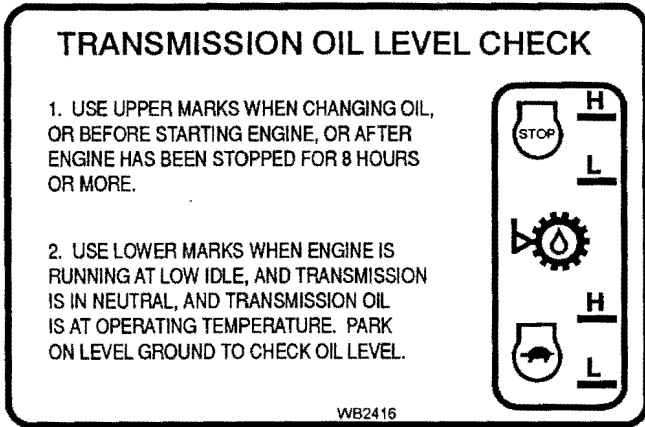 TRANSMISSION OIL LEVEL CHECK
1. USE UPPER MARKS WHEN CHANGING OIL,
OR BEFORE STARTING ENGINE, OR AFTER
ENGINE HAS BEEN STOPPED FOR 8 HOURS
OR MORE.
2. USE LOWER MARKS WHEN ENGINE IS
RUNNING AT LOW IDLE, AND TRANSMISSION
IS IN NEUTRAL, AND TRANSMISSION OIL
IS AT OPERATING TEMPERATURE. PARK
ON LEVEL GROUND TO CHECK OIL LEVEL.
H
STOP
L
H
L
WB2416